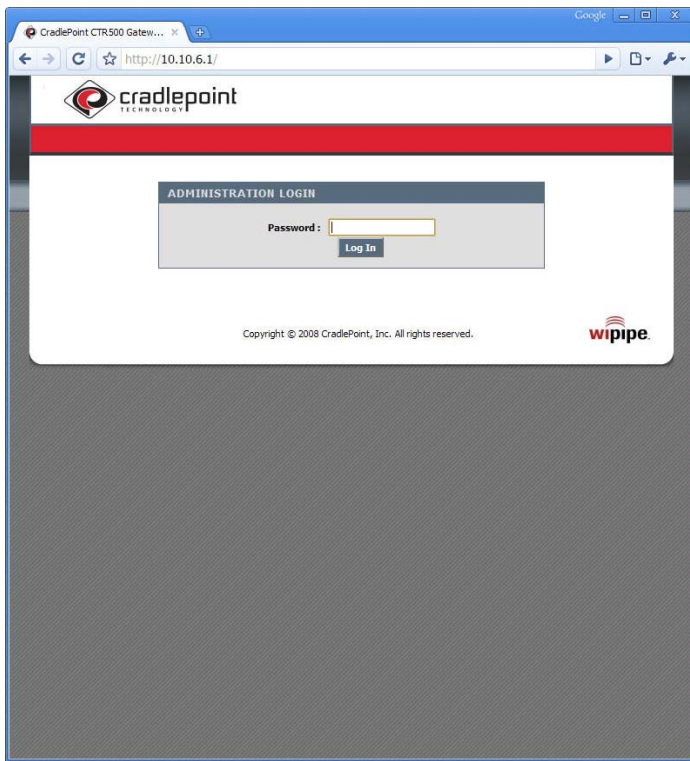 Google
CradlePoint CTR500 Gatew...
http://10.10.6.1/
cradlepoint
TECHNOLOGY
ADMINISTRATION LOGIN
Password :
Log In
Copyright © 2008 CradlePoint, Inc. All rights reserved.
wipipe.